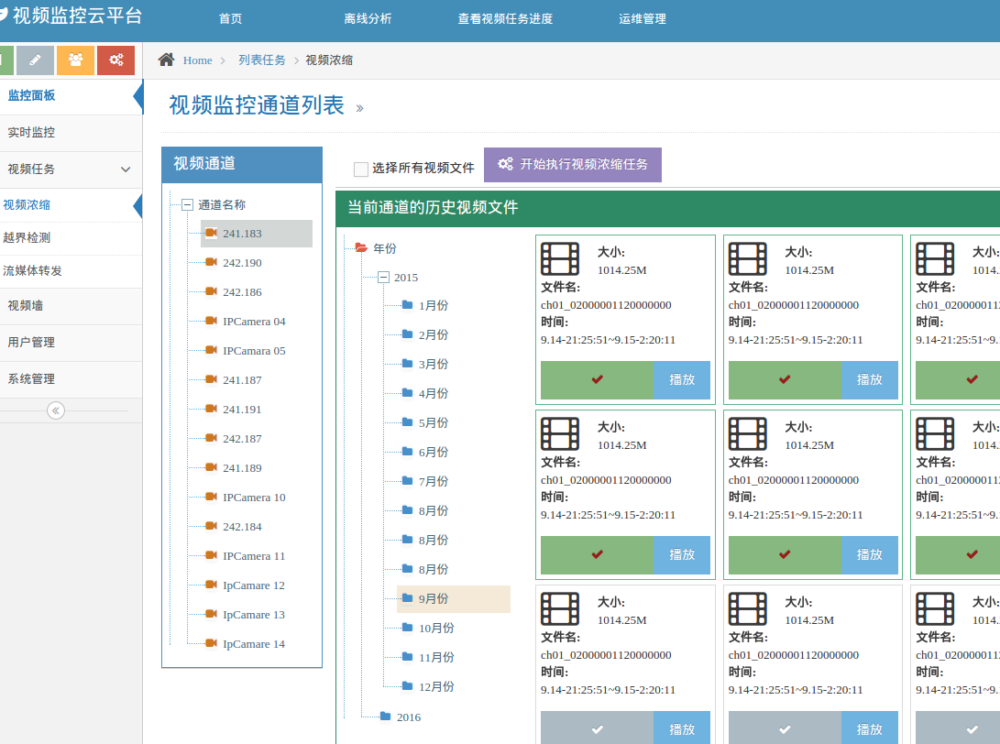 视频监控云平台
首页
离线分析
查看视频任务进度
运维管理
Home
列表任务
视频浓缩
监控面板
实时监控
视频任务
视频浓缩
越界检测
流媒体转发
视频墙
用户管理
系统管理
视频监控通道列表
视频通道
通道名称
241.183
242.190
242.186
IPCamera 04
IPCamara 05
241.187
241.191
242.187
241.189
IPCamera 10
242.184
IPCamera 11
IpCamare 12
IpCamare 13
IpCamare 14
选择所有视频文件
开始执行视频浓缩任务
当前通道的历史视频文件
年份
2015
1月份
2月份
3月份
4月份
5月份
6月份
7月份
8月份
8月份
8月份
9月份
10月份
11月份
12月份
2016
大小:
1014.25M
文件名:
ch01_02000001120000000
时间:
9.14-21:25:51~9.15-2:20:11
播放
大小:
1014.25M
文件名:
ch01_02000001120000000
时间:
9.14-21:25:51~9.15-2:20:11
播放
大小:
1014.
文件名:
ch01_0200000112
时间:
9.14-21:25:51~9.
大小:
1014.25M
文件名:
ch01_02000001120000000
时间:
9.14-21:25:51~9.15-2:20:11
播放
大小:
1014.25M
文件名:
ch01_02000001120000000
时间:
9.14-21:25:51~9.15-2:20:11
播放
大小:
1014.
文件名:
ch01_0200000112
时间:
9.14-21:25:51~9.
大小:
1014.25M
文件名:
ch01_02000001120000000
时间:
9.14-21:25:51~9.15-2:20:11
播放
大小:
1014.25M
文件名:
ch01_02000001120000000
时间:
9.14-21:25:51~9.15-2:20:11
播放
大小:
1014.
文件名:
ch01_0200000112
时间:
9.14-21:25:51~9.